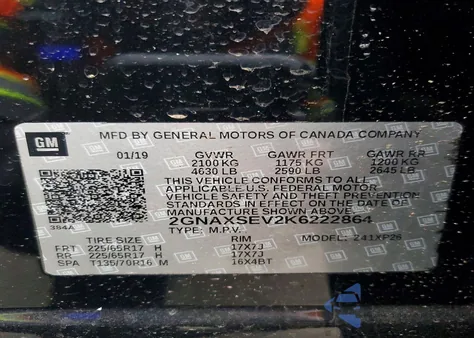 GM
MFD BY GENERAL MOTORS OF CANADA COMPANY
01/19 GVWR GAWR FRT GAWR RR
2100 KG 1175 KG 1200 KG
4630 LB 2590 LB 2645 LB
THIS VEHICLE CONFORMS TO ALL
APPLICABLE U.S. FEDERAL MOTOR
VEHICLE SAFETY AND THEFT PREVENTION
STANDARDS IN EFFECT ON THE DATE OF
MANUFACTURE SHOWN ABOVE.
2GNAXSEV2K6222864
384A TYPE: M.P.V.
TIRE SIZE RIM MODEL: Z41XP26
FRT 225/65R17 H 17X7J
RR 225/65R17 H 17X7J
SPA T135/70R16 M 16X4BT